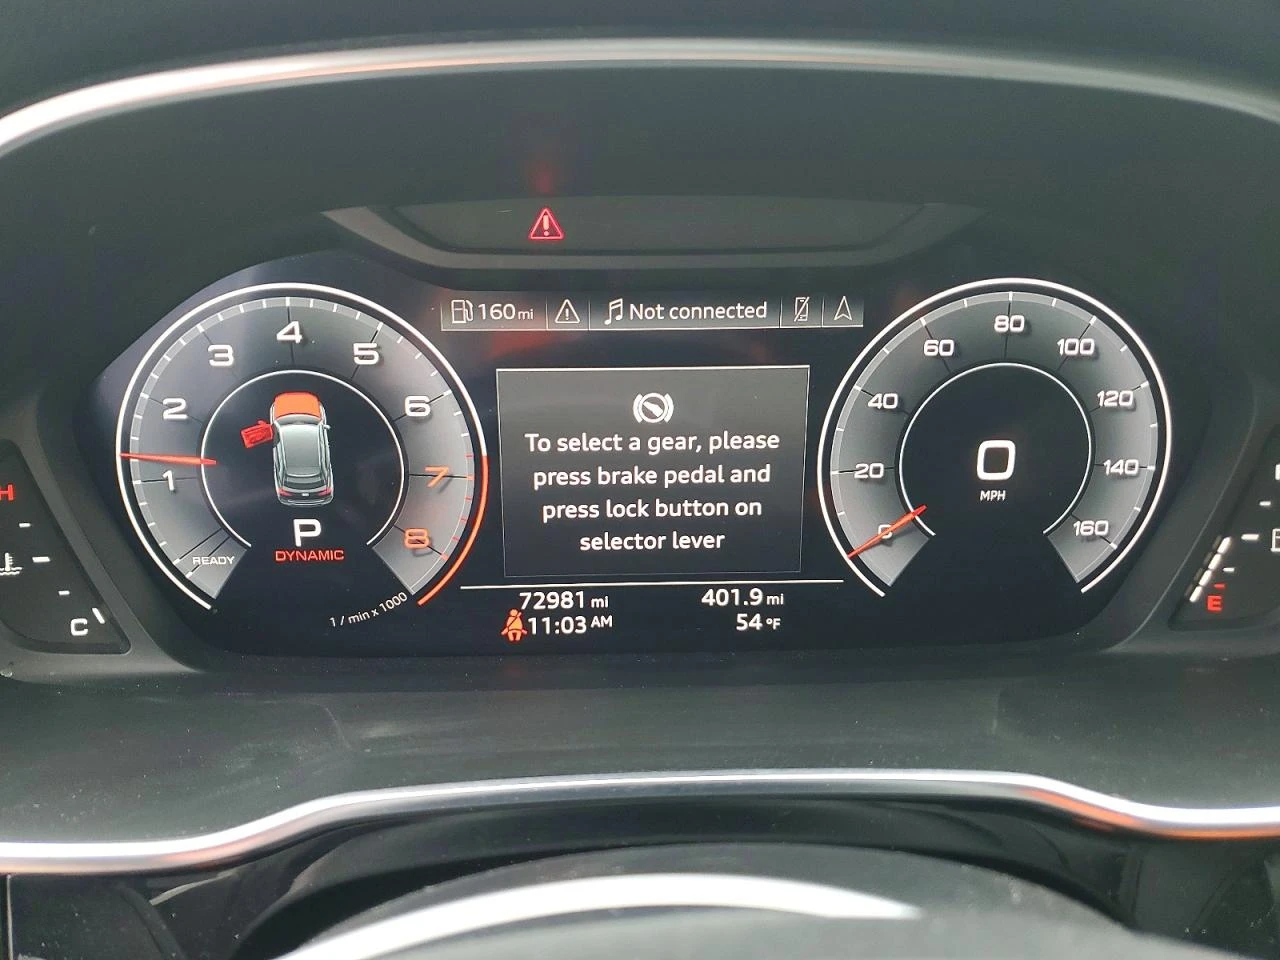 160 mi
Not connected
4
3
5
2
6
1
7
8
READY
P
DYNAMIC
1 / min x 1000
H
C
To select a gear, please
press brake pedal and
press lock button on
selector lever
72981 mi
401.9 mi
11:03 AM
54 °F
80
60
100
40
120
20
140
0
160
0
MPH
E